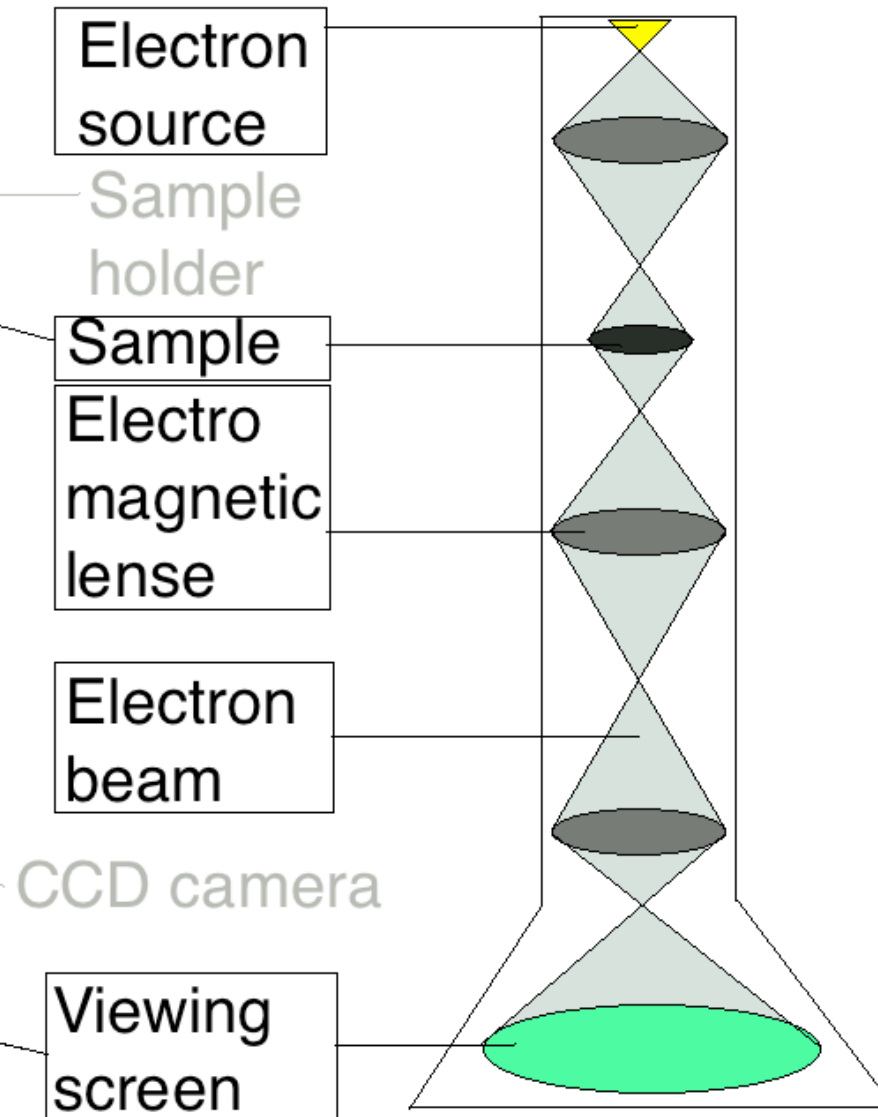 Electron
source
Sample
holder
Sample
Electro
magnetic
lense
Electron
beam
CCD camera
Viewing
screen